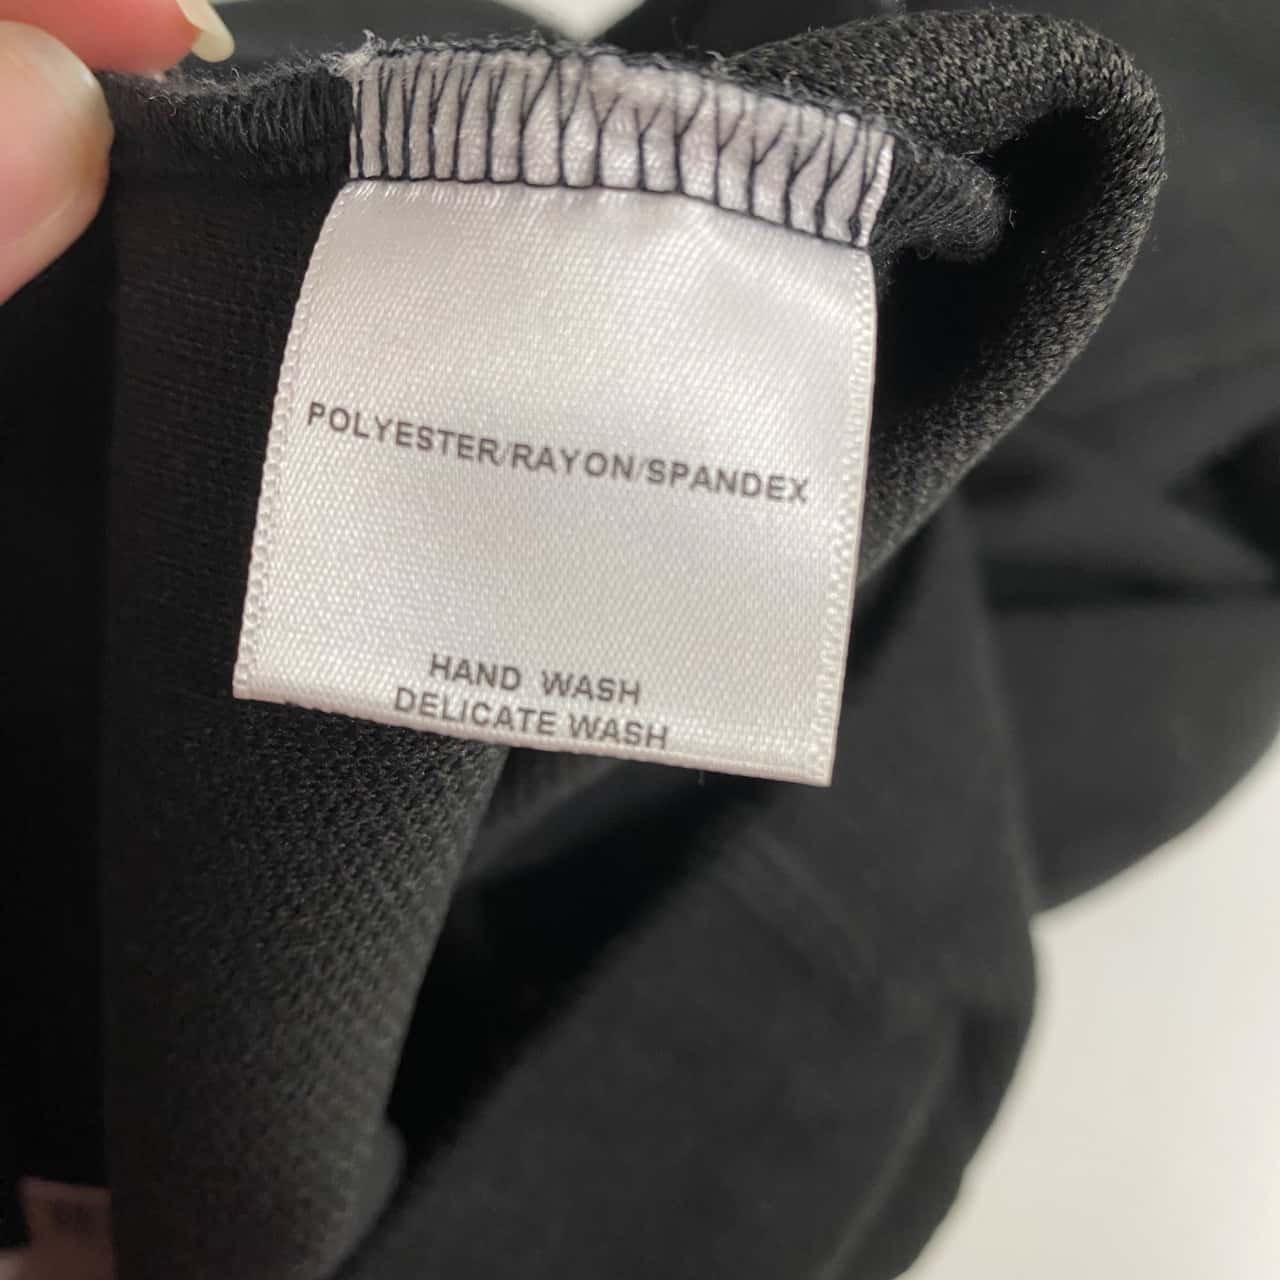 POLYESTER/RAYON/SPANDEX
HAND WASH
DELICATE WASH